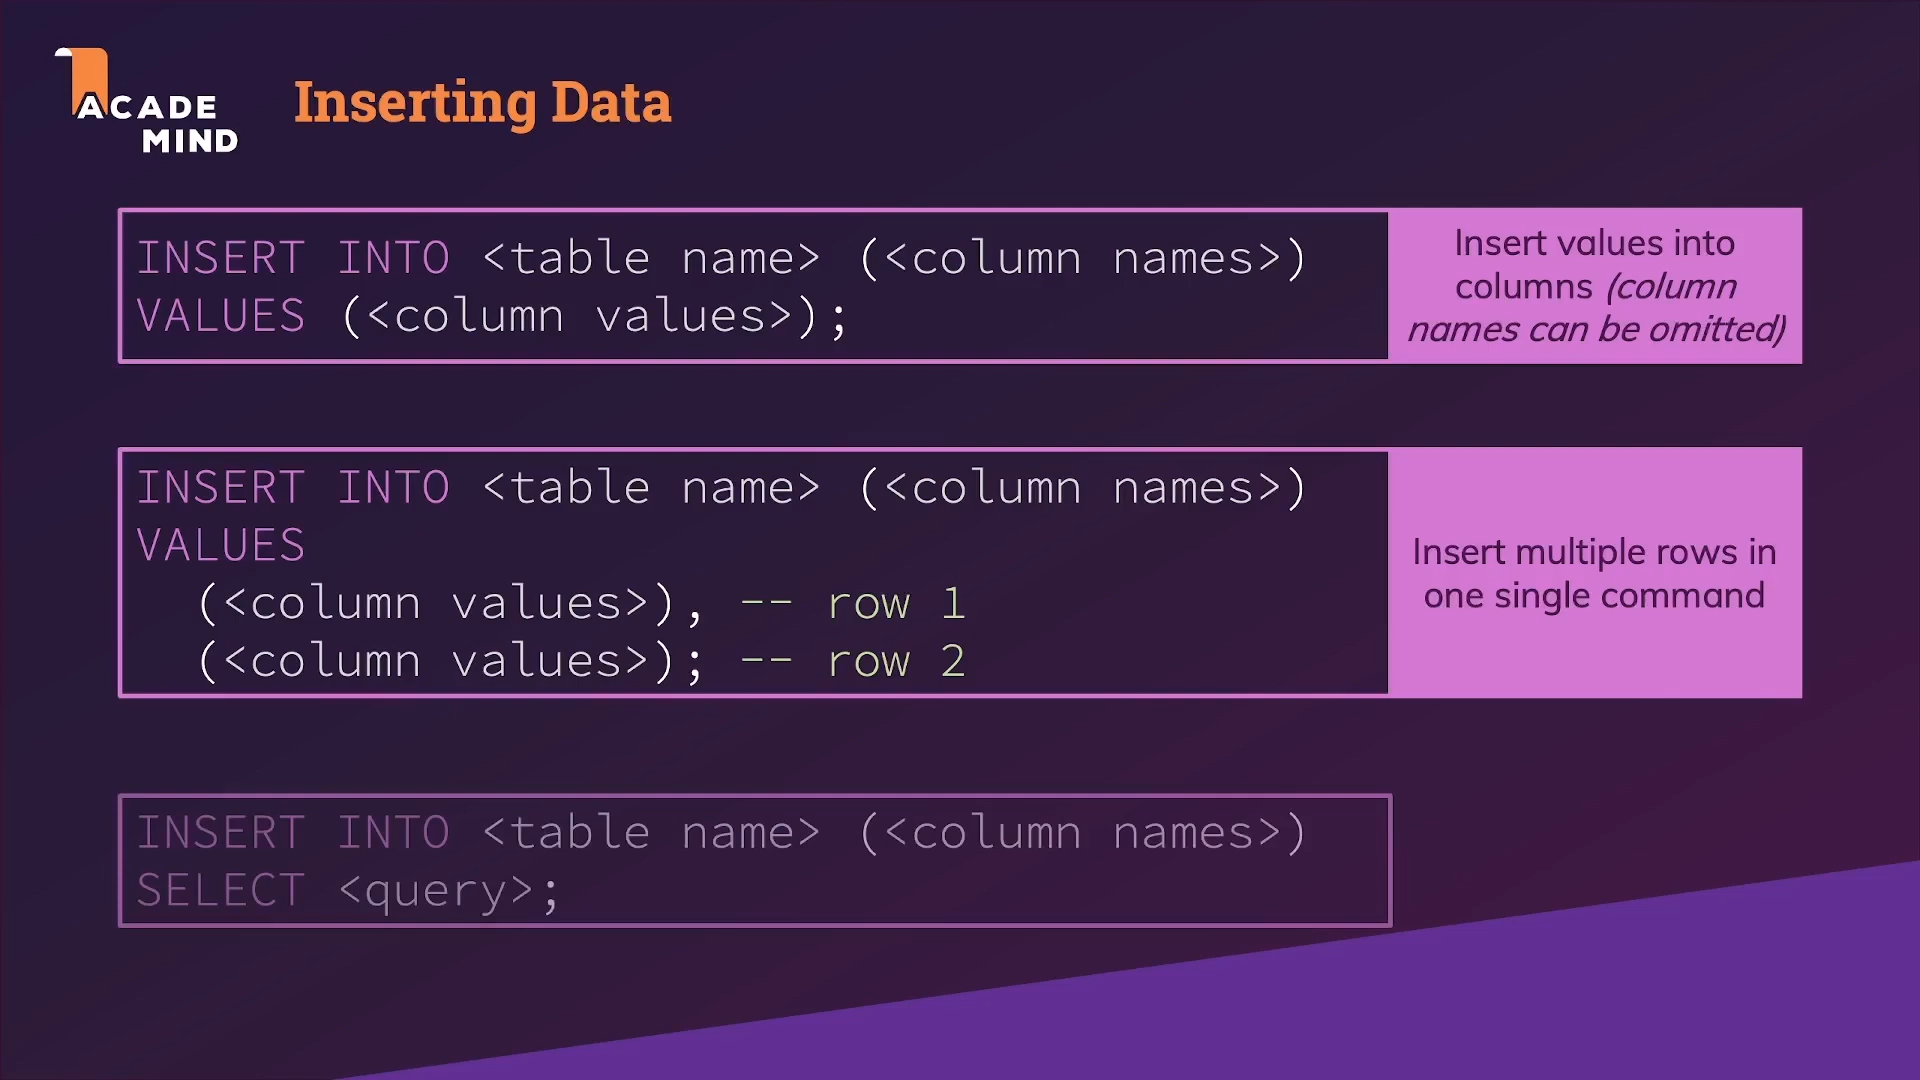 ACADE
MIND
Inserting Data
INSERT INTO <table name> (<column names>)
VALUES (<column values>);
Insert values into
columns (column
names can be omitted)
INSERT INTO <table name> (<column names>)
VALUES
(<column values>), -- row 1
(<column values>); -- row 2
Insert multiple rows in
one single command
INSERT INTO <table name> (<column names>)
SELECT <query>;